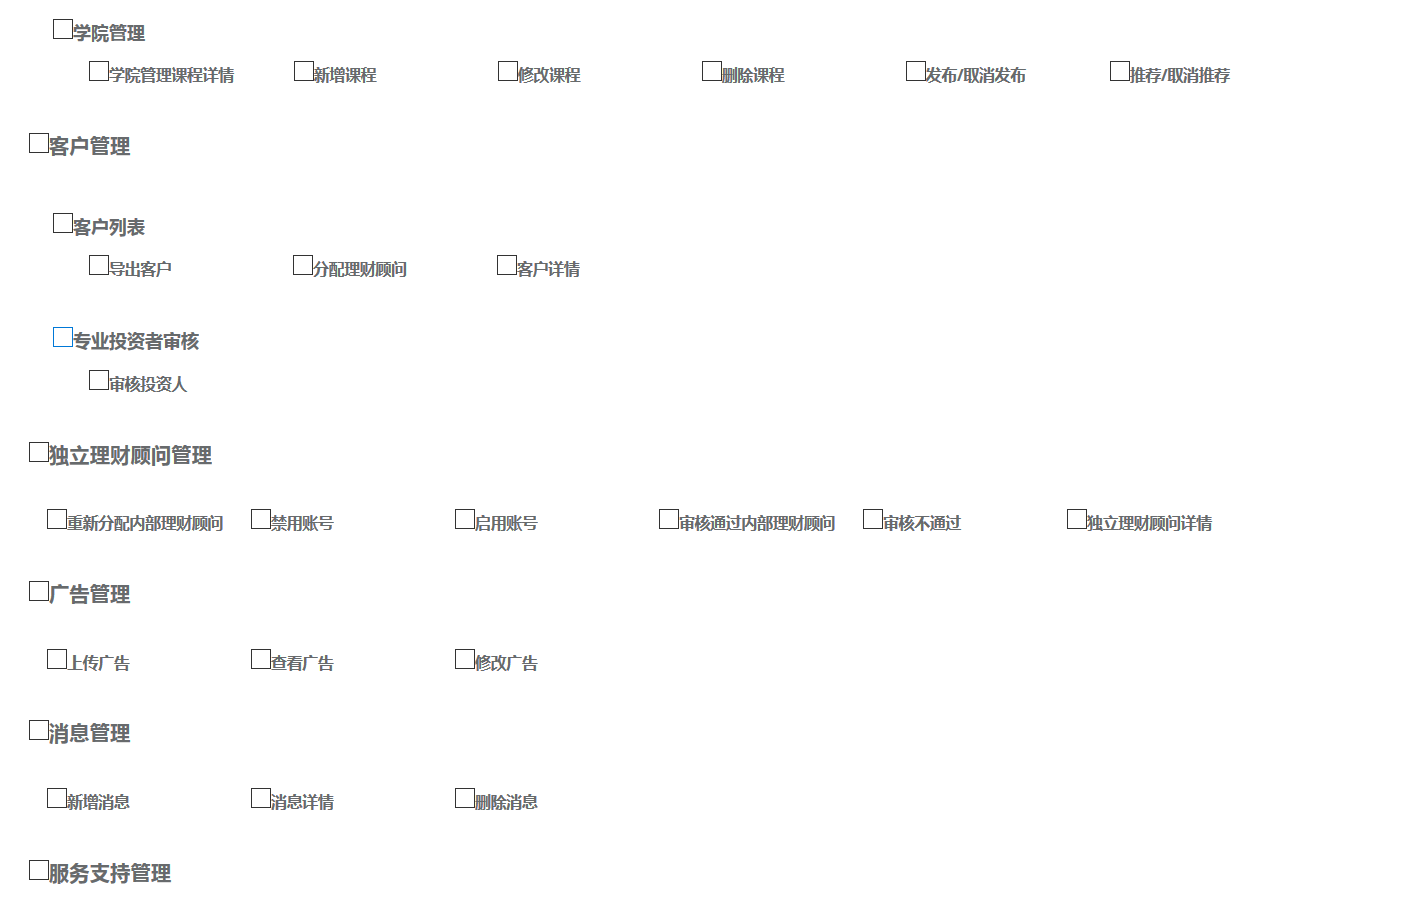 学院管理
学院管理课程详情 新增课程 修改课程 删除课程 发布/取消发布 推荐/取消推荐
客户管理
客户列表
导出客户 分配理财顾问 客户详情
专业投资者审核
审核投资人
独立理财顾问管理
重新分配内部理财顾问 禁用账号 启用账号 审核通过内部理财顾问 审核不通过 独立理财顾问详情
广告管理
上传广告 查看广告 修改广告
消息管理
新增消息 消息详情 删除消息
服务支持管理